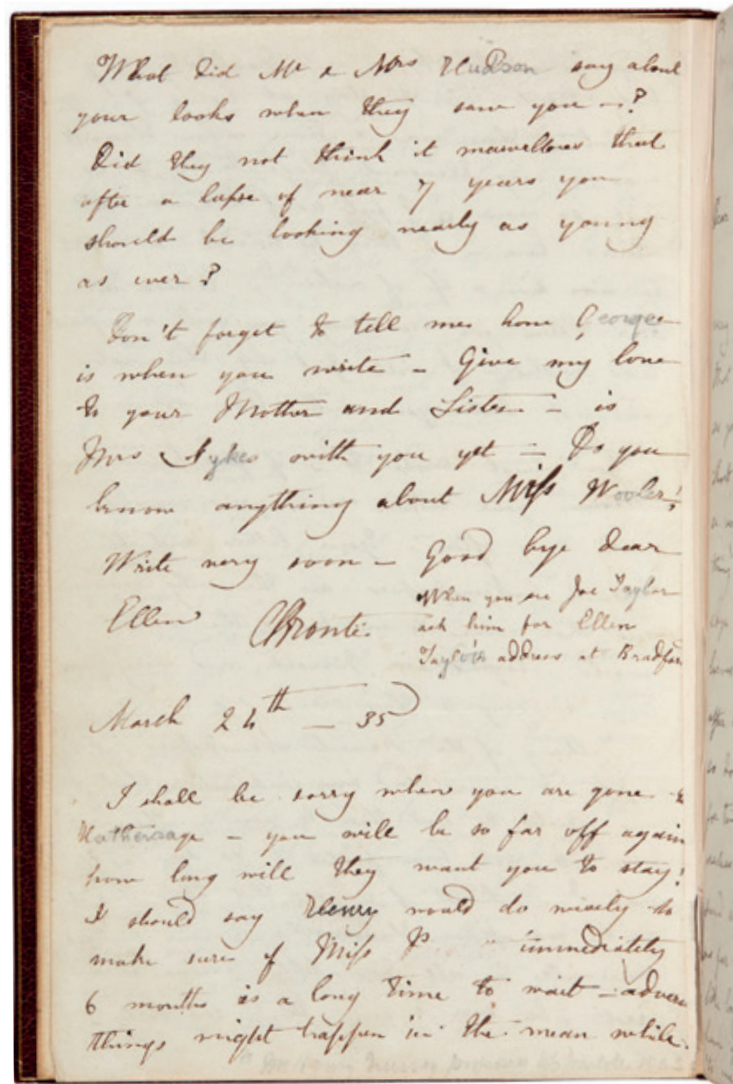 What did Mr & Mrs Hudson say about
your looks when they saw you —?
Did they not think it marvellous that
after a lapse of near 7 years you
should be looking nearly as young
as ever?
Don't forget to tell me how George
is when you write — Give my love
to your Mother and Sister — is
Mrs Sykes with you yet — Do you
know anything about Miss Wooler?
Write very soon — Good bye dear
Ellen CBrontë.
When you see Joe Taylor
ask him for Ellen
Taylor's address at Bradford
March 24th — 35
I shall be sorry when you are gone to
Hathersage — you will be so far off again
how long will they want you to stay?
I should say Henry would do wisely to
make sure of Miss P immediately
6 months is a long time to wait — adverse
things might happen in the mean while.